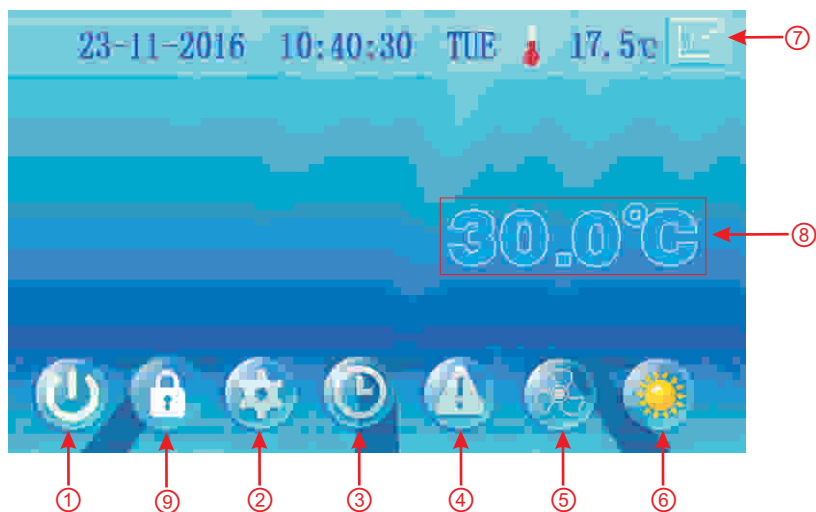 23-11-2016 10:40:30 TUE 17.5℃ ⑦
30.0°C ⑧
① ⑨ ② ③ ④ ⑤ ⑥